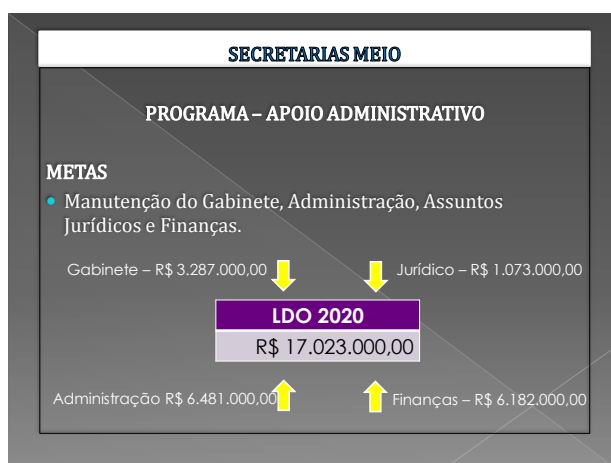 SECRETARIAS MEIO
PROGRAMA – APOIO ADMINISTRATIVO
METAS
• Manutenção do Gabinete, Administração, Assuntos
Jurídicos e Finanças.
Gabinete – R$ 3.287.000,00
Jurídico – R$ 1.073.000,00
LDO 2020
R$ 17.023.000,00
Administração R$ 6.481.000,00
Finanças – R$ 6.182.000,00